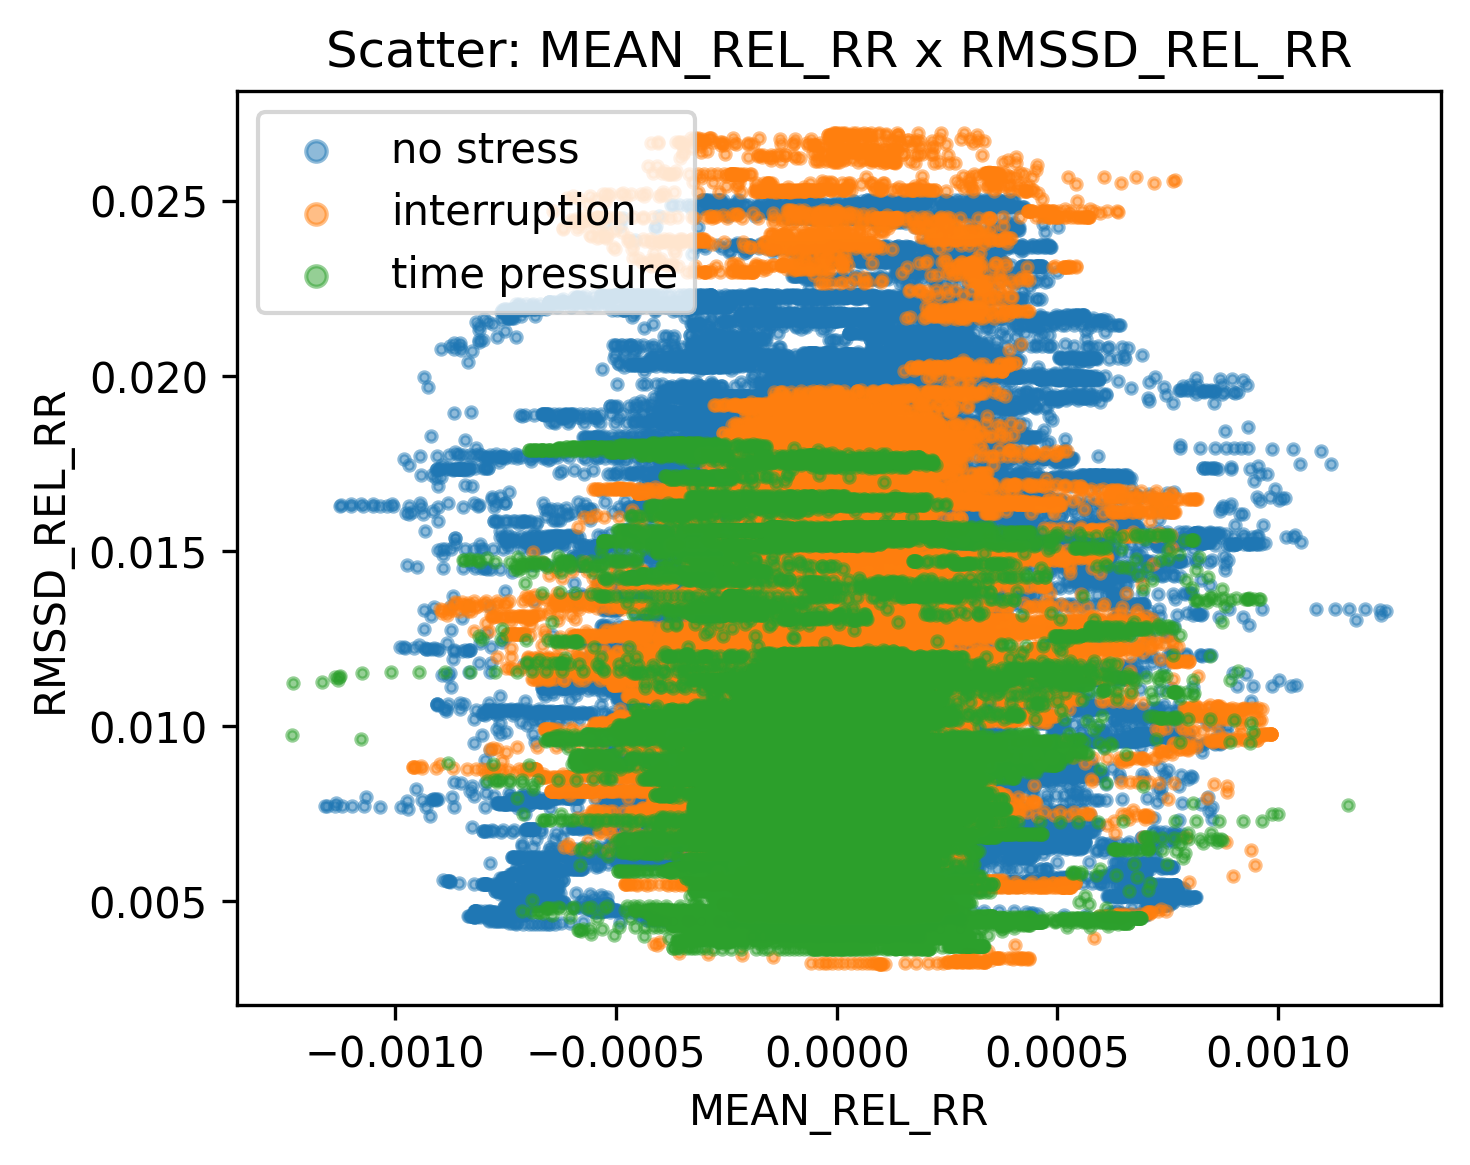 Scatter: MEAN_REL_RR x RMSSD_REL_RR
no stress
interruption
time pressure
RMSSD_REL_RR
0.025
0.020
0.015
0.010
0.005
−0.0010 −0.0005 0.0000 0.0005 0.0010
MEAN_REL_RR